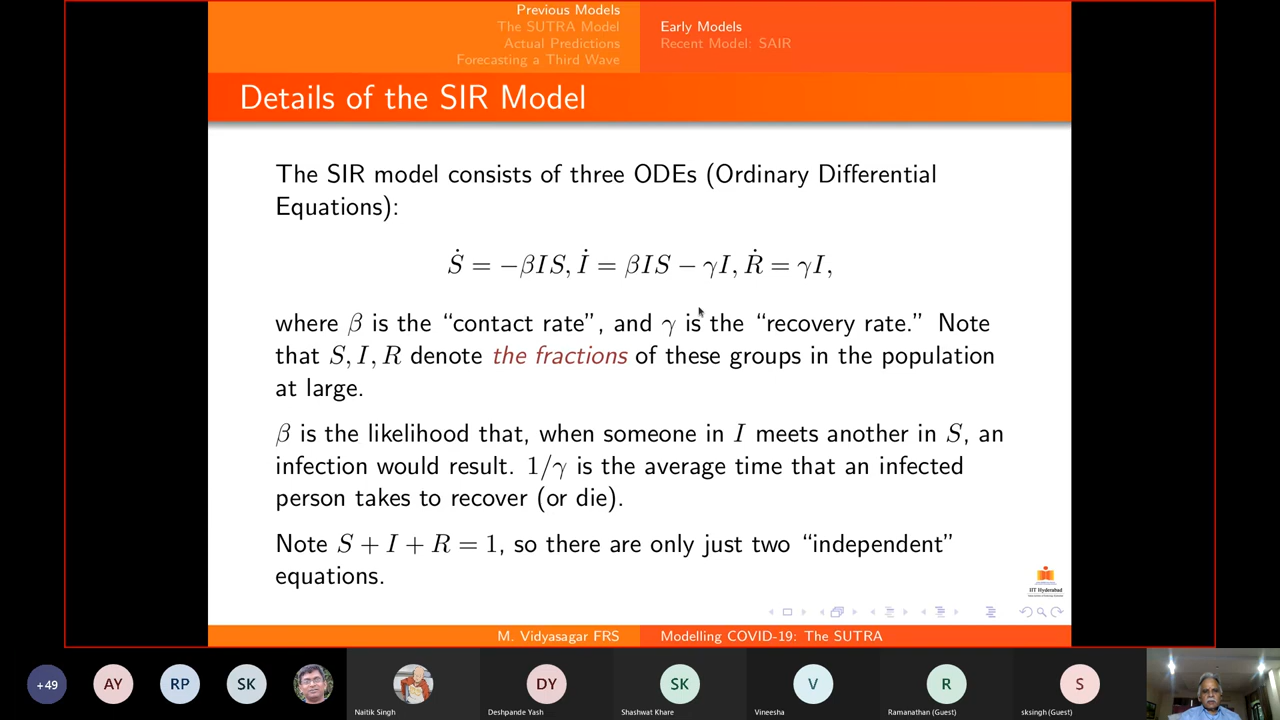 Previous Models
The SUTRA Model
Actual Predictions
Forecasting a Third Wave
Early Models
Recent Model: SAIR
Details of the SIR Model
The SIR model consists of three ODEs (Ordinary Differential
Equations):
Ṡ = −βIS, İ = βIS − γI, Ṙ = γI,
where β is the “contact rate”, and γ is the “recovery rate.” Note
that S, I, R denote the fractions of these groups in the population
at large.
β is the likelihood that, when someone in I meets another in S, an
infection would result. 1/γ is the average time that an infected
person takes to recover (or die).
Note S + I + R = 1, so there are only just two “independent”
equations.
IIT Hyderabad
M. Vidyasagar FRS
Modelling COVID-19: The SUTRA
+49
AY
RP
SK
Naitik Singh
DY
Deshpande Yash
SK
Shashwat Khare
V
Vineesha
R
Ramanathan (Guest)
S
sksingh (Guest)